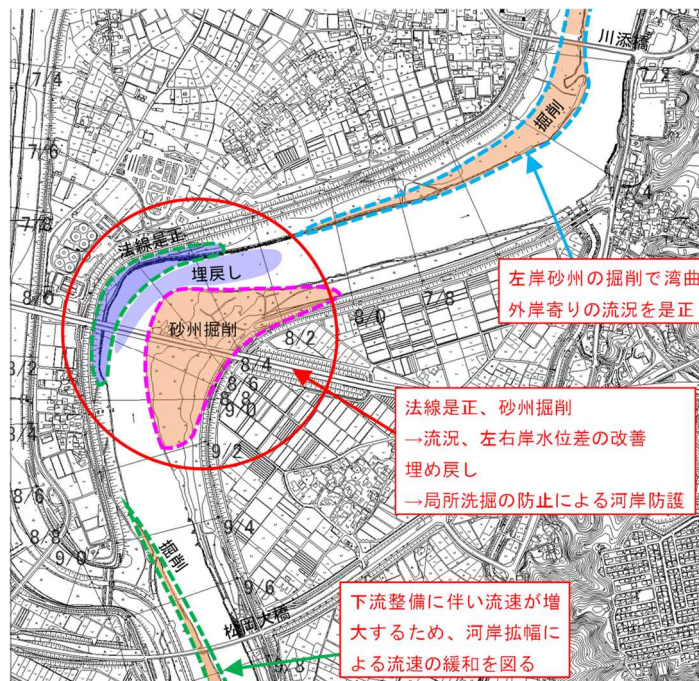 川添橋
7/4
7/2
掘削
7/6
7/4
7/8
法線是正
埋戻し
左岸砂州の掘削で湾曲
外岸寄りの流況を是正
8/0
7/8
8/0
砂州掘削
8/2
8/2
8/4
8/6
8/8
9/0
法線是正、砂州掘削
→流況、左右岸水位差の改善
埋め戻し
→局所洗掘の防止による河岸防護
8/4
9/2
8/6
8/8
9/0
9/4
掘削
9/6
松岡大橋
下流整備に伴い流速が増
大するため、河岸拡幅に
よる流速の緩和を図る
9/8